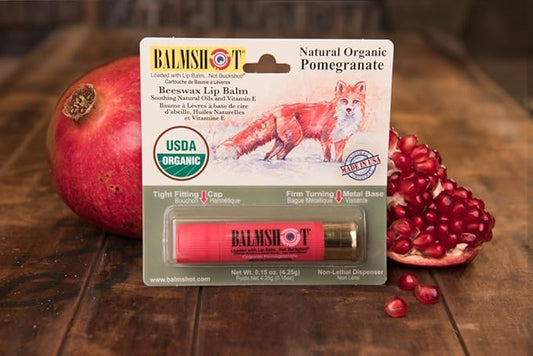 BALMSHOT®
Loaded with Lip Balm...Not Buckshot!®
Cartouche de Baume à Lèvres
Beeswax Lip Balm
Soothing Natural Oils and Vitamin E
Baume à Lèvres à base de cire
d'abeille, Huiles Naturelles
et Vitamine E
Natural Organic
Pomegranate
USDA
ORGANIC
MADE IN USA
Tight Fitting Cap
Bouchon Hermétique
Firm Turning Metal Base
Bague Métallique Vissante
BALMSHOT
Loaded with Lip Balm...Not Buckshot!
Organic Pomegranate
Net Wt. 0.15 oz. (4.25g)
Poids Net 4.25g (0.15oz)
www.balmshot.com
Non-Lethal Dispenser
Non Létal